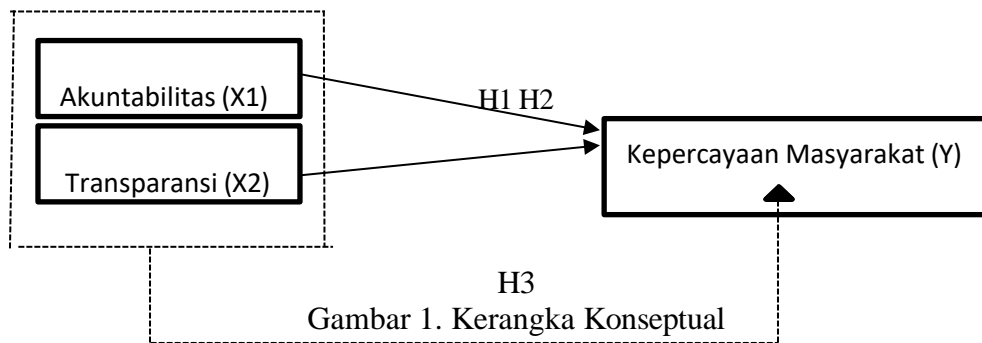 Akuntabilitas (X1)
H1 H2
Kepercayaan Masyarakat (Y)
Transparansi (X2)
H3
Gambar 1. Kerangka Konseptual